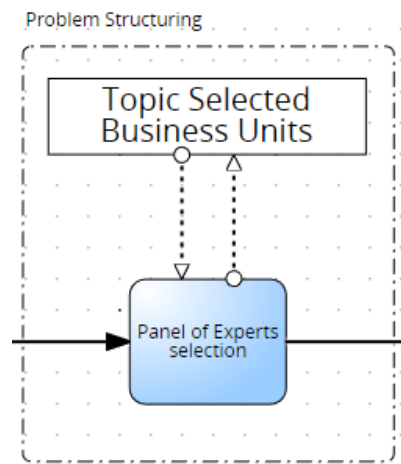 Problem Structuring
Topic Selected
Business Units
Panel of Experts
selection